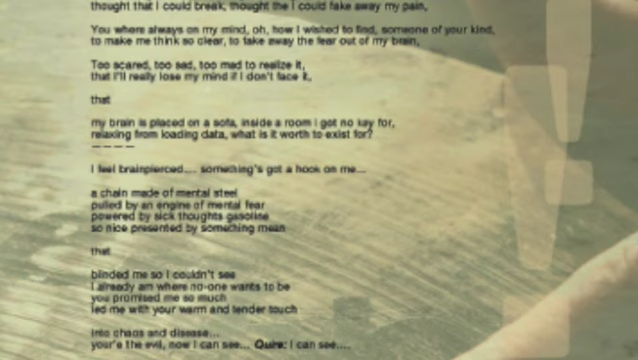 thought that I could break, thought the I could take away my pain,
You where always on my mind, oh, how I wished to find, someone of your kind,
to make me think so clear, to take away the fear out of my brain,
Too scared, too sad, too mad to realize it,
that I'll really lose my mind if I don't face it,
that
my brain is placed on a sofa, inside a room i got no key for,
relaxing from loading data, what is it worth to exist for?
————
I feel brainpierced.... something's got a hook on me...
a chain made of mental steel
pulled by an engine of mental fear
powered by sick thoughts gasoline
so nice presented by something mean
that
blinded me so I couldn't see
I already am where no-one wants to be
you promised me so much
led me with your warm and tender touch
into chaos and disease...
your'e the evil, now I can see... Guire: I can see....